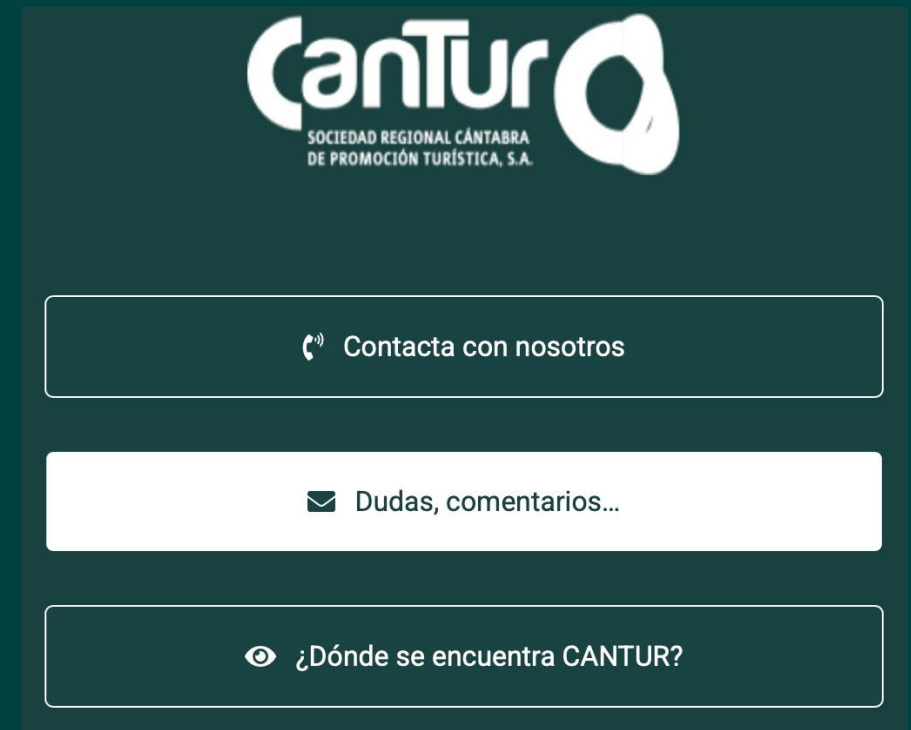 CanTur
SOCIEDAD REGIONAL CÁNTABRA
DE PROMOCIÓN TURÍSTICA, S.A.
Contacta con nosotros
Dudas, comentarios...
¿Dónde se encuentra CANTUR?